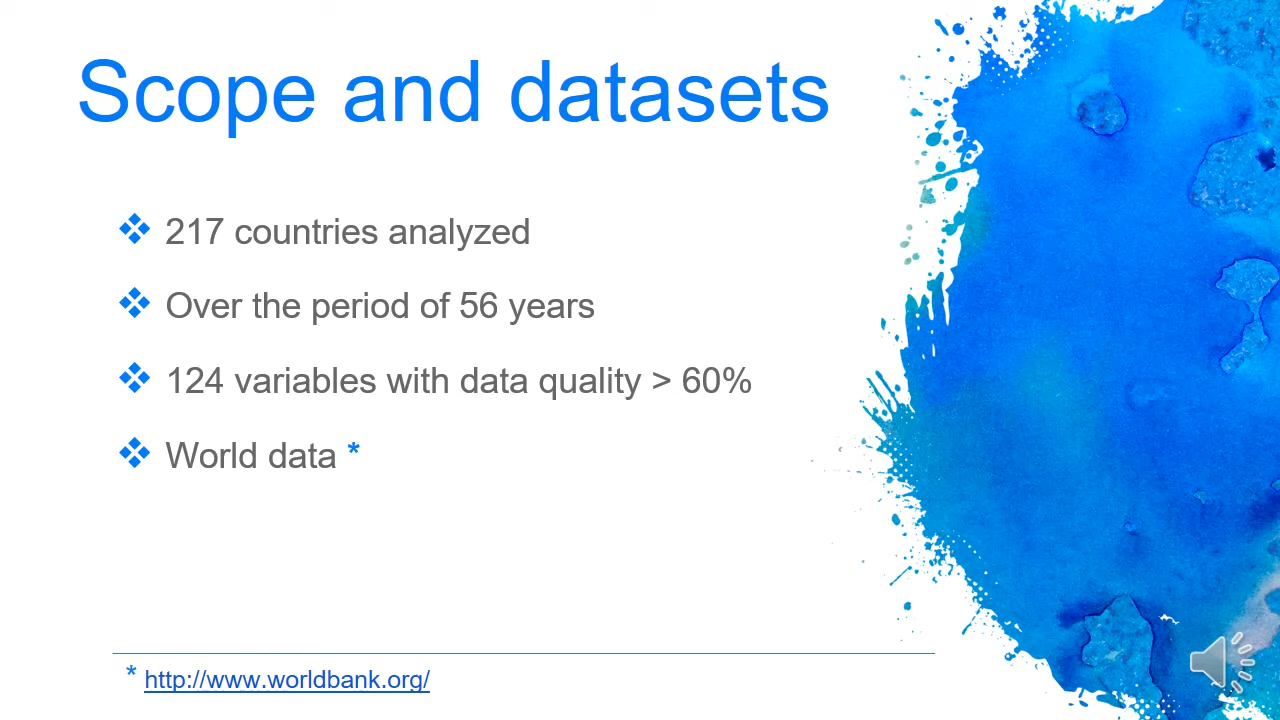 Scope and datasets
❖ 217 countries analyzed
❖ Over the period of 56 years
❖ 124 variables with data quality > 60%
❖ World data *
* http://www.worldbank.org/